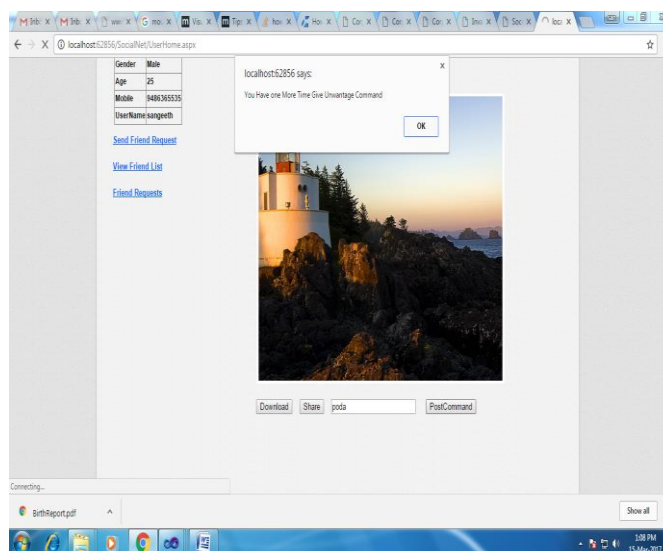 localhost:62856/SocialNet/UserHome.aspx
Gender Male
Age 25
Mobile 9486365535
UserName sangeeth
Send Friend Request
View Friend List
Friend Requests
localhost:62856 says:
X
You Have one More Time Give Unwantage Command
OK
Download Share poda PostCommand
Connecting...
BirthReport.pdf
Show all
1:08 PM